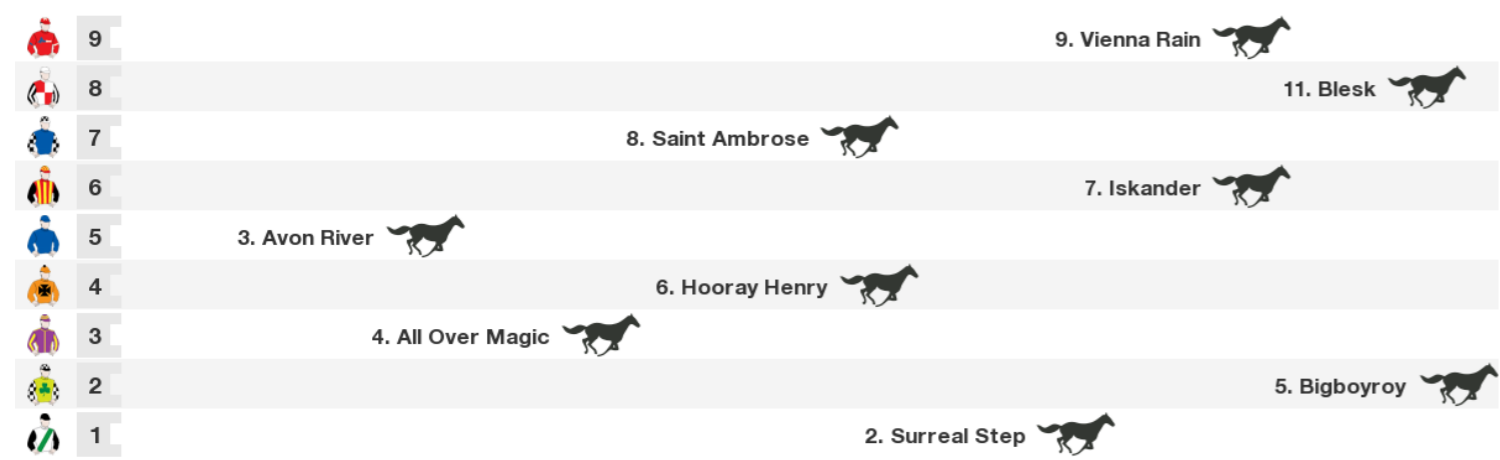 9 9. Vienna Rain
8 11. Blesk
7 8. Saint Ambrose
6 7. Iskander
5 3. Avon River
4 6. Hooray Henry
3 4. All Over Magic
2 5. Bigboyroy
1 2. Surreal Step